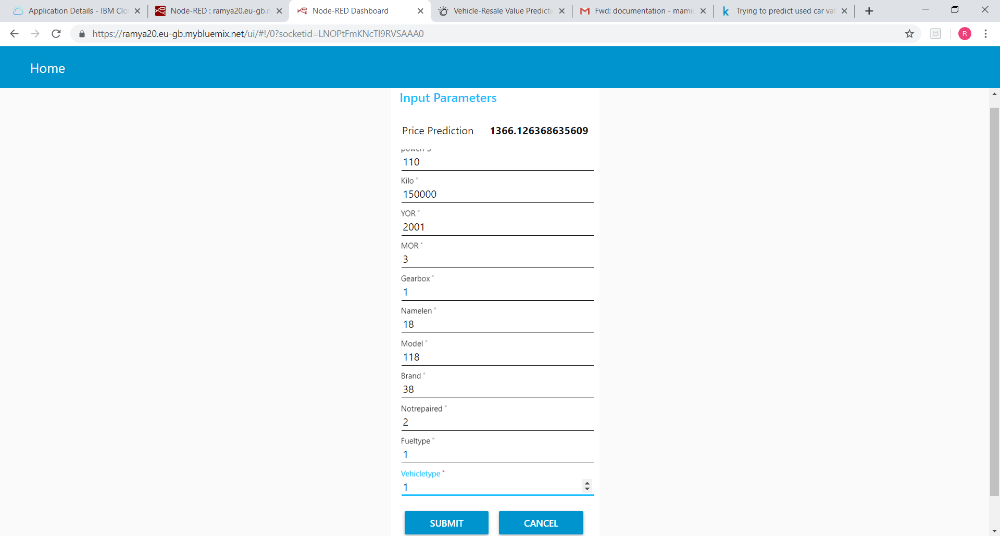 Application Details - IBM Clo
Node-RED : ramya20.eu-gb.m
Node-RED Dashboard
Vehicle-Resale Value Predicti
Fwd: documentation - mami
Trying to predict used car va
https://ramya20.eu-gb.mybluemix.net/ui/#!/0?socketid=LNOPtFmKNcTl9RVSAAA0
R
Home
Input Parameters
Price Prediction 1366.126368635609
110
Kilo *
150000
YOR *
2001
MOR *
3
Gearbox *
1
Namelen *
18
Model *
118
Brand *
38
Notrepaired *
2
Fueltype *
1
Vehicletype *
1
SUBMIT CANCEL